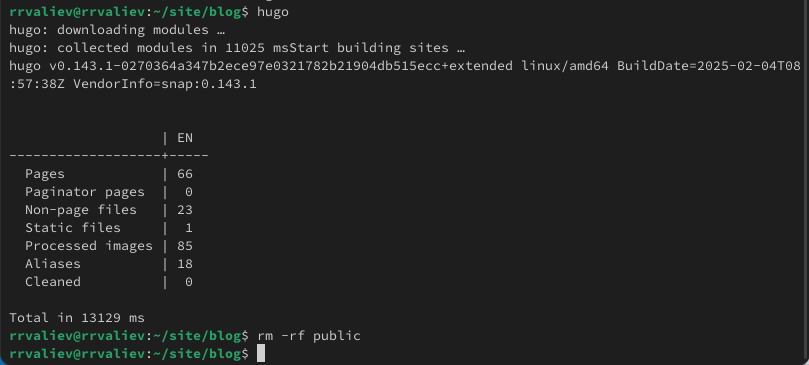 rrvaliev@rrvaliev:~/site/blog$ hugo
hugo: downloading modules …
hugo: collected modules in 11025 msStart building sites …
hugo v0.143.1-0270364a347b2ece97e0321782b21904db515ecc+extended linux/amd64 BuildDate=2025-02-04T08
:57:38Z VendorInfo=snap:0.143.1
| EN
-------------------+-----
Pages | 66
Paginator pages | 0
Non-page files | 23
Static files | 1
Processed images | 85
Aliases | 18
Cleaned | 0
Total in 13129 ms
rrvaliev@rrvaliev:~/site/blog$ rm -rf public
rrvaliev@rrvaliev:~/site/blog$